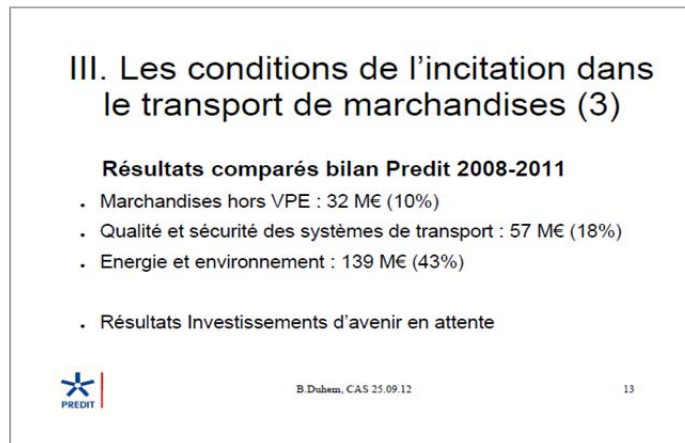 III. Les conditions de l'incitation dans
le transport de marchandises (3)
Résultats comparés bilan Predit 2008-2011
. Marchandises hors VPE : 32 M€ (10%)
. Qualité et sécurité des systèmes de transport : 57 M€ (18%)
. Energie et environnement : 139 M€ (43%)
. Résultats Investissements d'avenir en attente
PREDIT
B.Duhem, CAS 25.09.12
13